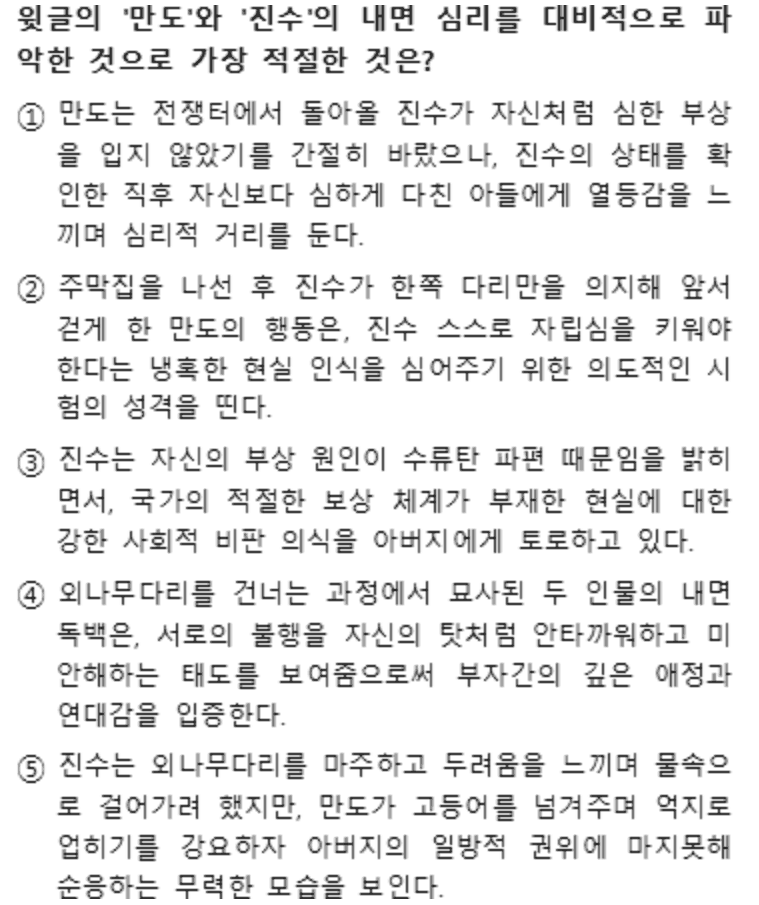 윗글의 '만도'와 '진수'의 내면 심리를 대비적으로 파
악한 것으로 가장 적절한 것은?
① 만도는 전쟁터에서 돌아올 진수가 자신처럼 심한 부상
을 입지 않았기를 간절히 바랐으나, 진수의 상태를 확
인한 직후 자신보다 심하게 다친 아들에게 열등감을 느
끼며 심리적 거리를 둔다.
② 주막집을 나선 후 진수가 한쪽 다리만을 의지해 앞서
걷게 한 만도의 행동은, 진수 스스로 자립심을 키워야
한다는 냉혹한 현실 인식을 심어주기 위한 의도적인 시
험의 성격을 띤다.
③ 진수는 자신의 부상 원인이 수류탄 파편 때문임을 밝히
면서, 국가의 적절한 보상 체계가 부재한 현실에 대한
강한 사회적 비판 의식을 아버지에게 토로하고 있다.
④ 외나무다리를 건너는 과정에서 묘사된 두 인물의 내면
독백은, 서로의 불행을 자신의 탓처럼 안타까워하고 미
안해하는 태도를 보여줌으로써 부자간의 깊은 애정과
연대감을 입증한다.
⑤ 진수는 외나무다리를 마주하고 두려움을 느끼며 물속으
로 걸어가려 했지만, 만도가 고등어를 넘겨주며 억지로
업히기를 강요하자 아버지의 일방적 권위에 마지못해
순응하는 무력한 모습을 보인다.